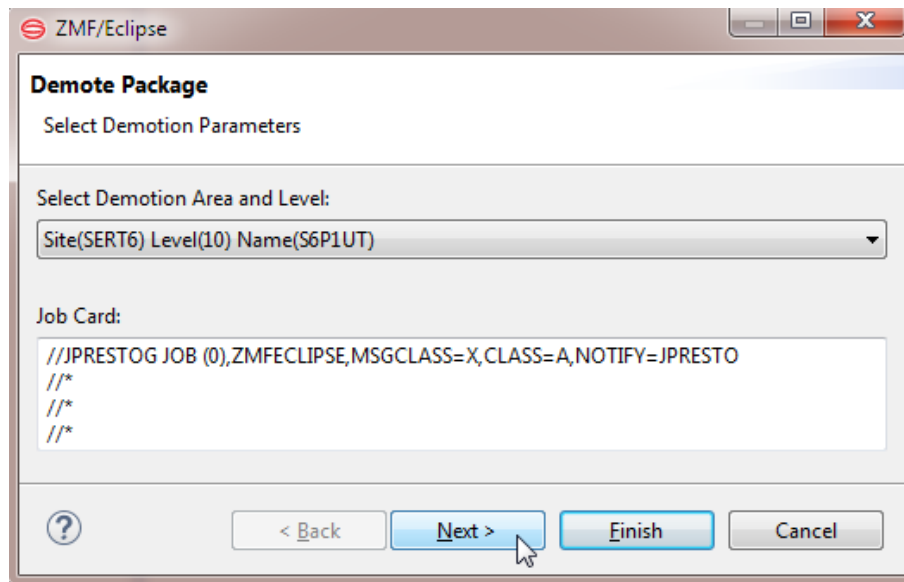 ZMF/Eclipse
Demote Package
Select Demotion Parameters
Select Demotion Area and Level:
Site(SERT6) Level(10) Name(S6P1UT)
Job Card:
//JPRESTOG JOB (0),ZMFECLIPSE,MSGCLASS=X,CLASS=A,NOTIFY=JPRESTO
//*
//*
//*
? < Back Next > Finish Cancel